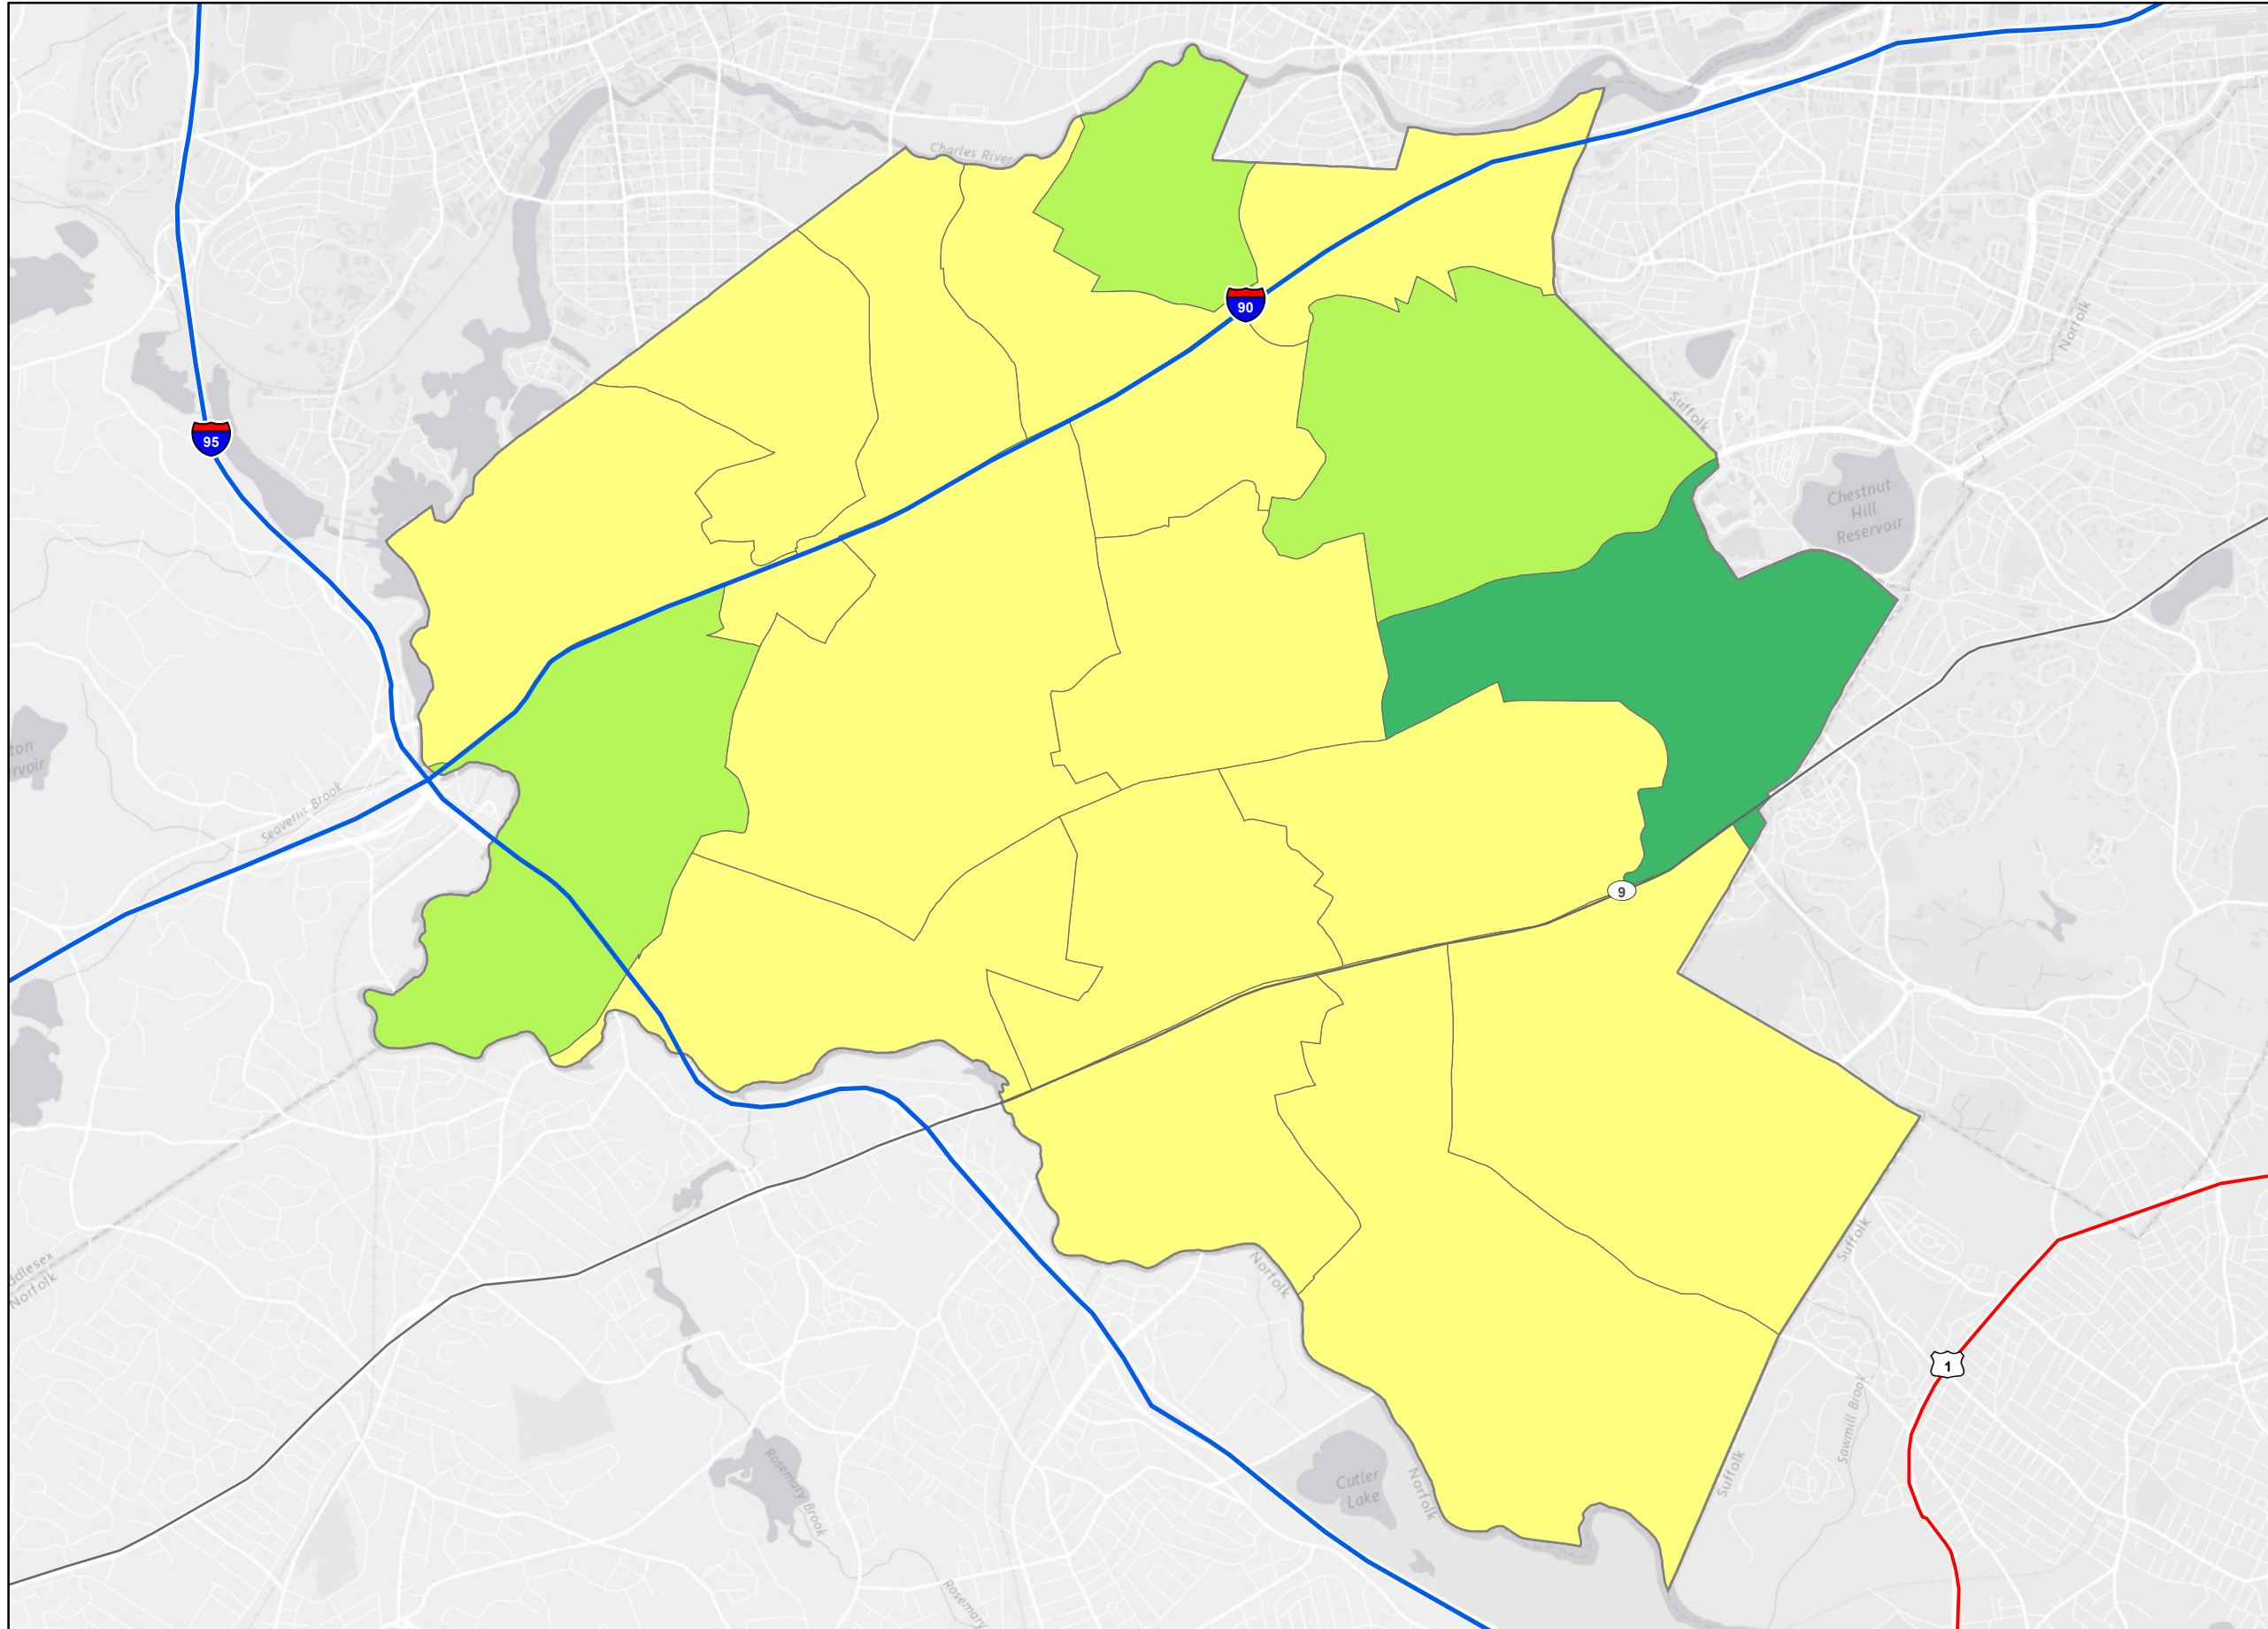 Charles River
90
Norfolk
Suffolk
95
Chestnut
Hill
Reservoir
Seaverns Brook
9
Norfolk
Suffolk
Norfolk
1
Sawmill Brook
Rosemary Brook
Cutler
Lake
Norfolk
Suffolk
Rosemary